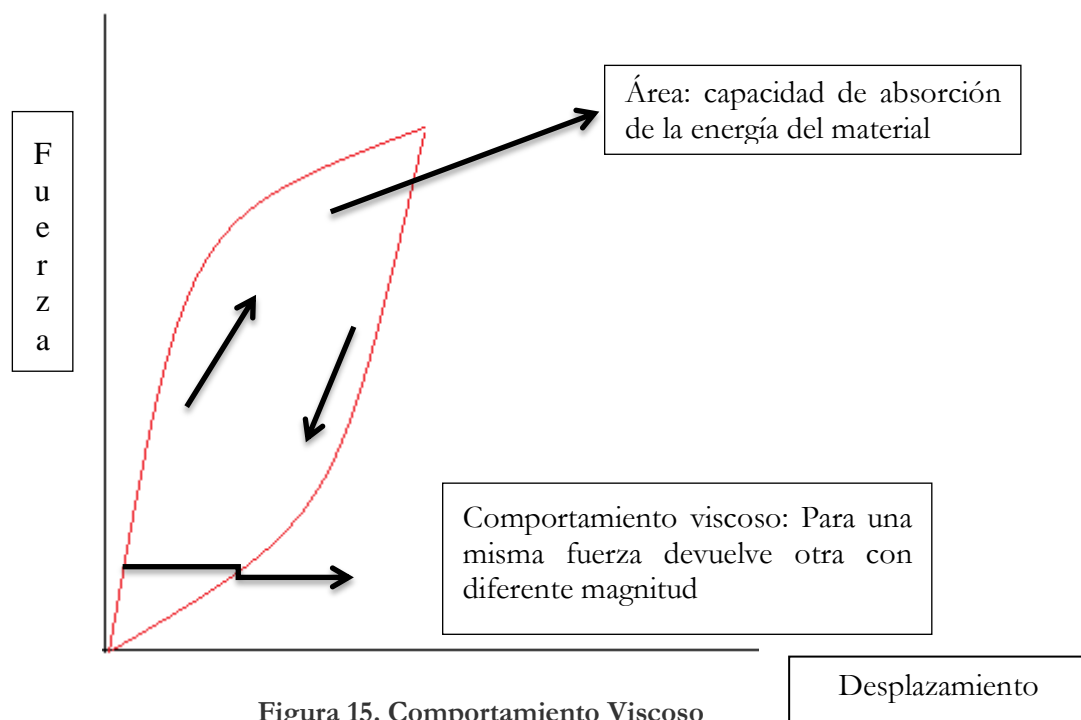 Área: capacidad de absorción
de la energía del material
Fuerza
Comportamiento viscoso: Para una
misma fuerza devuelve otra con
diferente magnitud
Desplazamiento
Figura 15. Comportamiento Viscoso